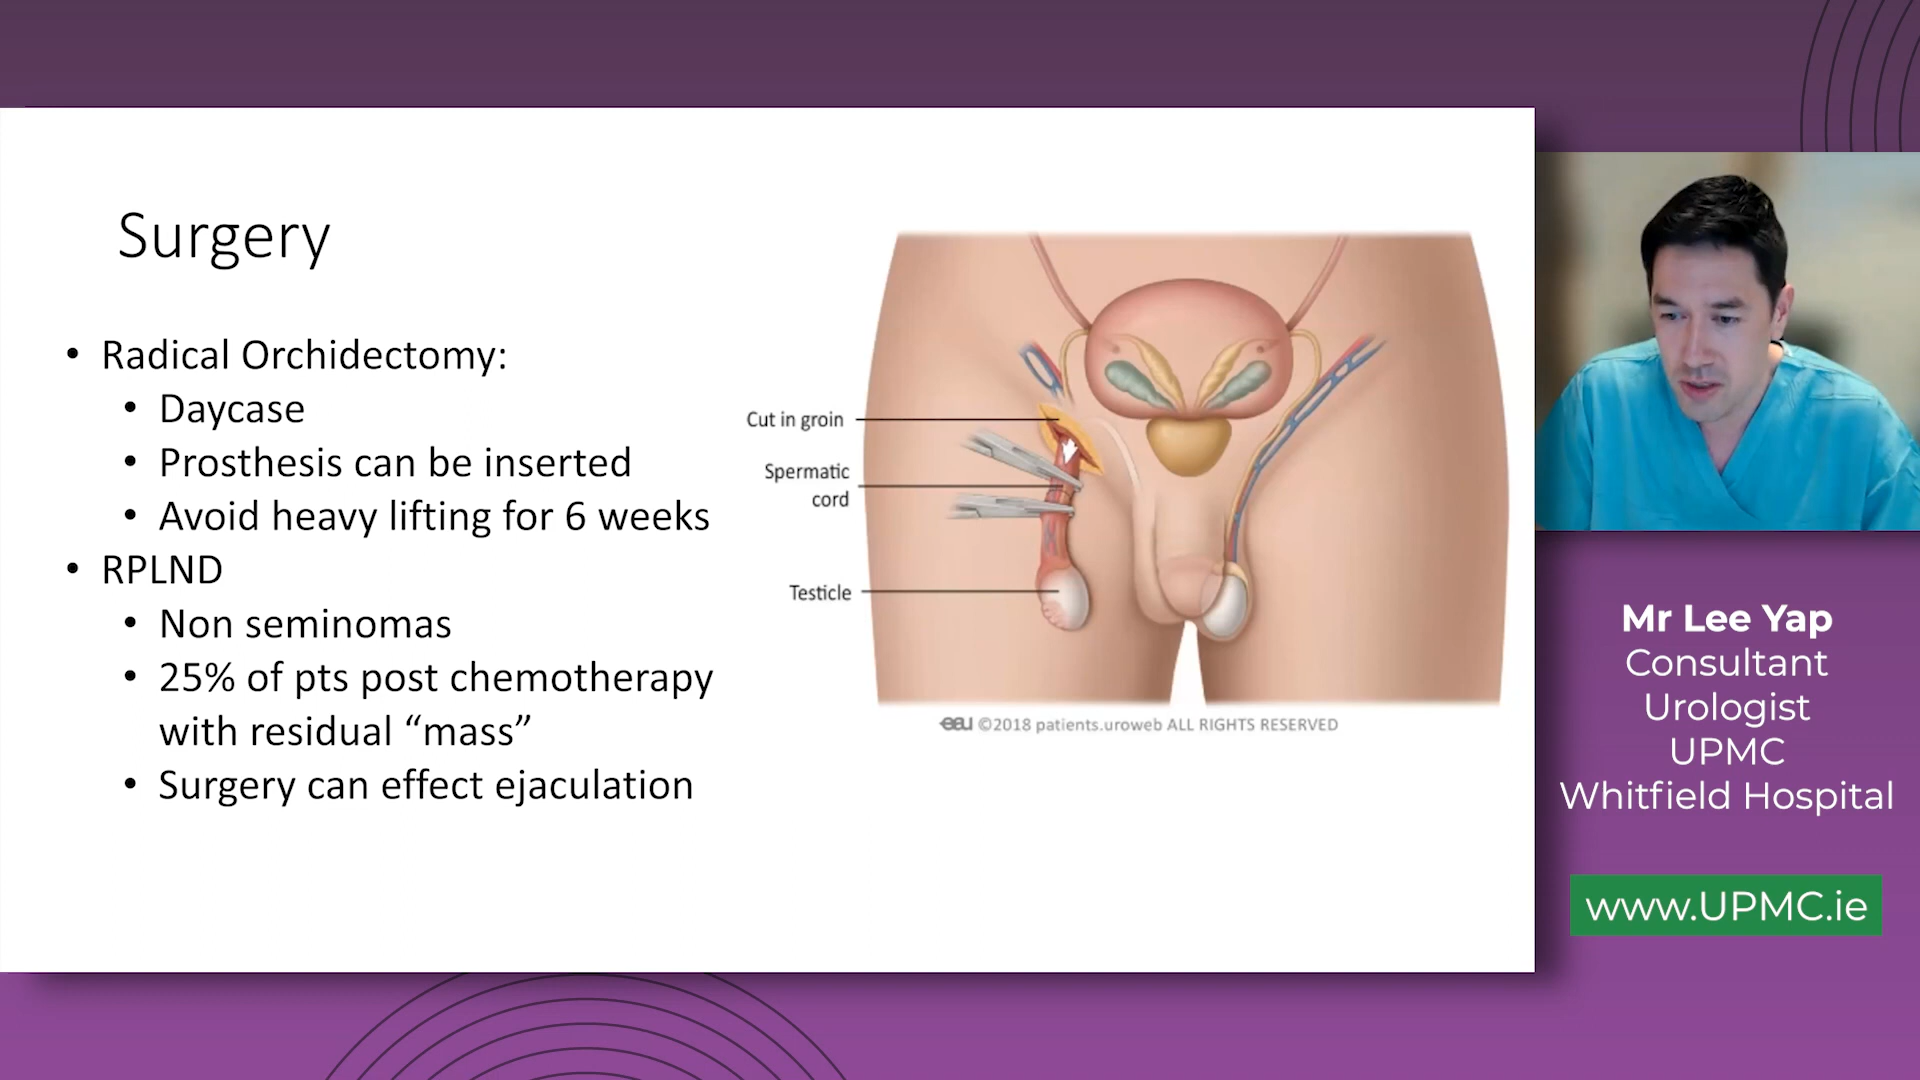 Surgery
• Radical Orchidectomy:
• Daycase
• Prosthesis can be inserted
• Avoid heavy lifting for 6 weeks
• RPLND
• Non seminomas
• 25% of pts post chemotherapy
with residual “mass”
• Surgery can effect ejaculation
Cut in groin
Spermatic
cord
Testicle
eau ©2018 patients.uroweb ALL RIGHTS RESERVED
Mr Lee Yap
Consultant
Urologist
UPMC
Whitfield Hospital
www.UPMC.ie